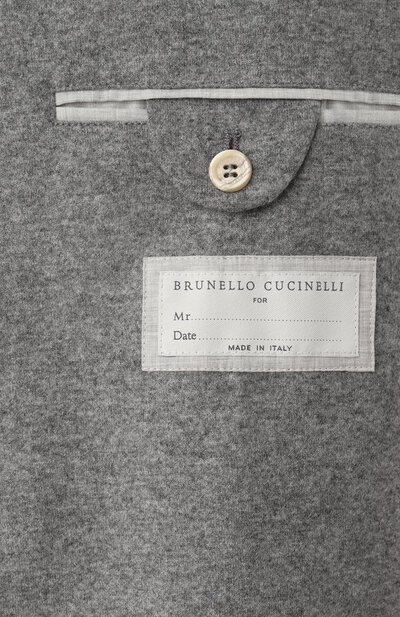 BRUNELLO CUCINELLI
FOR
Mr....................................
Date................................
MADE IN ITALY